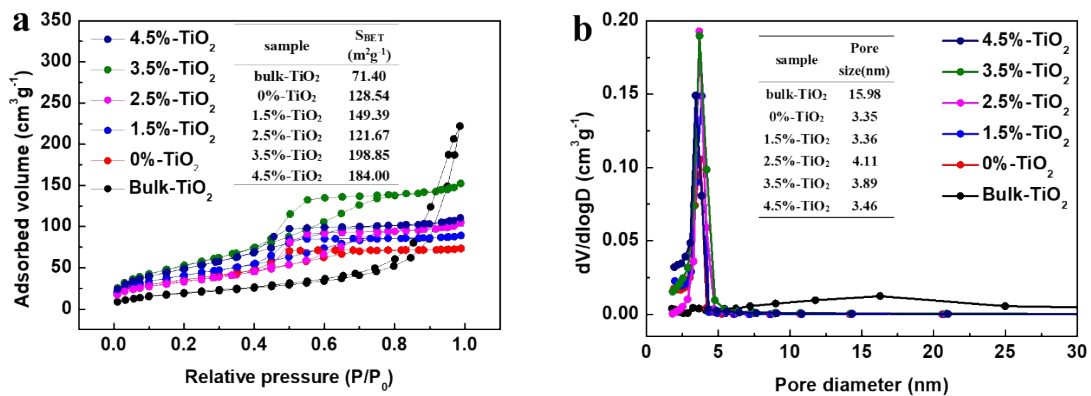 a
350
300
250
200
150
100
50
0
Adsorbed volume (cm³g⁻¹)
4.5%-TiO₂
3.5%-TiO₂
2.5%-TiO₂
1.5%-TiO₂
0%-TiO₂
Bulk-TiO₂
sample S_BET (m²g⁻¹)
bulk-TiO₂ 71.40
0%-TiO₂ 128.54
1.5%-TiO₂ 149.39
2.5%-TiO₂ 121.67
3.5%-TiO₂ 198.85
4.5%-TiO₂ 184.00
0.0 0.2 0.4 0.6 0.8 1.0
Relative pressure (P/P₀)
b
0.20
0.15
0.10
0.05
0.00
dV/dlogD (cm³g⁻¹)
sample Pore size(nm)
bulk-TiO₂ 15.98
0%-TiO₂ 3.35
1.5%-TiO₂ 3.36
2.5%-TiO₂ 4.11
3.5%-TiO₂ 3.89
4.5%-TiO₂ 3.46
4.5%-TiO₂
3.5%-TiO₂
2.5%-TiO₂
1.5%-TiO₂
0%-TiO₂
Bulk-TiO₂
0 5 10 15 20 25 30
Pore diameter (nm)